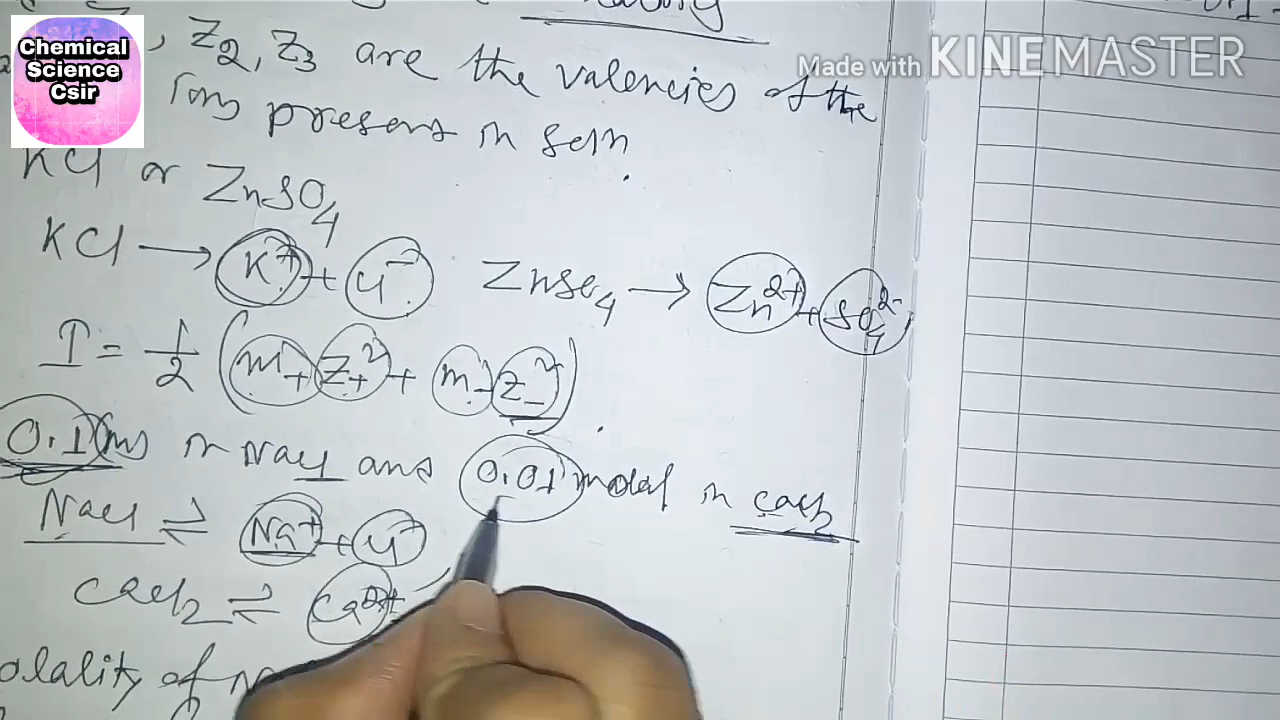 Chemical
Science
Csir
Made with KINEMASTER
, Z2, Z3 are the valencies of the
Ions present in soln.
KCl or ZnSO4
KCl → K+ + Cl-
ZnSO4 → Zn2+ + SO42-
I = 1/2 (m+ Z+2 + m- Z-2).
0.1 in NaCl and 0.01 molal in CaCl2
NaCl ⇌ Na+ + Cl-
CaCl2 ⇌ Ca2+
olality of N